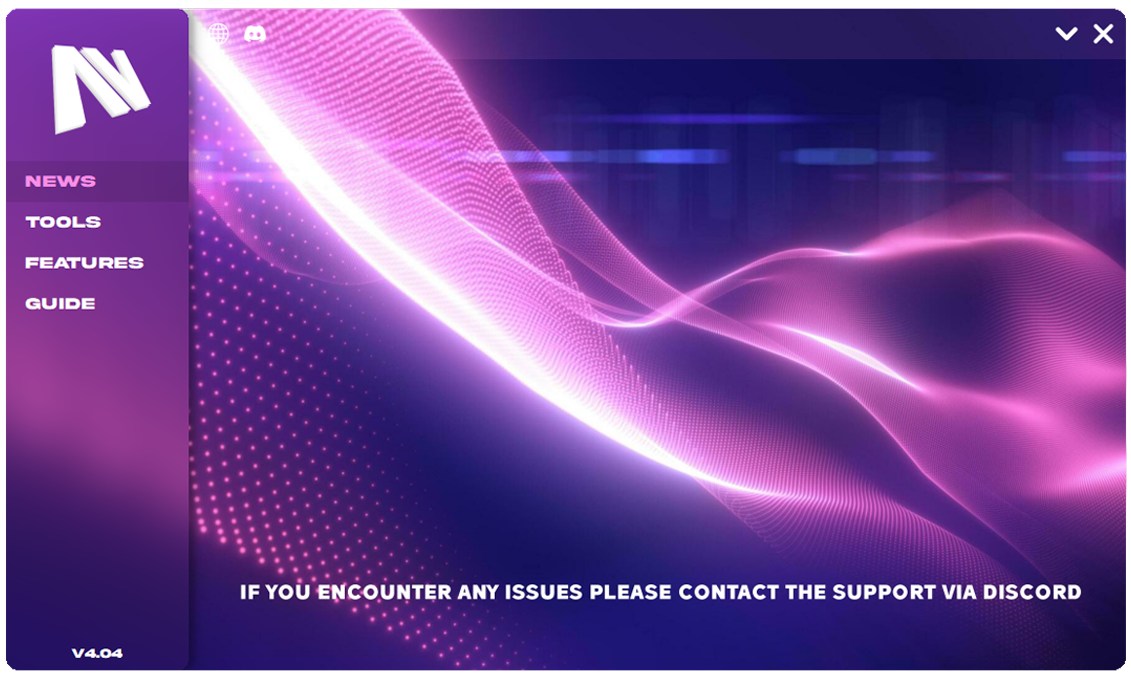 NEWS
TOOLS
FEATURES
GUIDE
IF YOU ENCOUNTER ANY ISSUES PLEASE CONTACT THE SUPPORT VIA DISCORD
V4.04